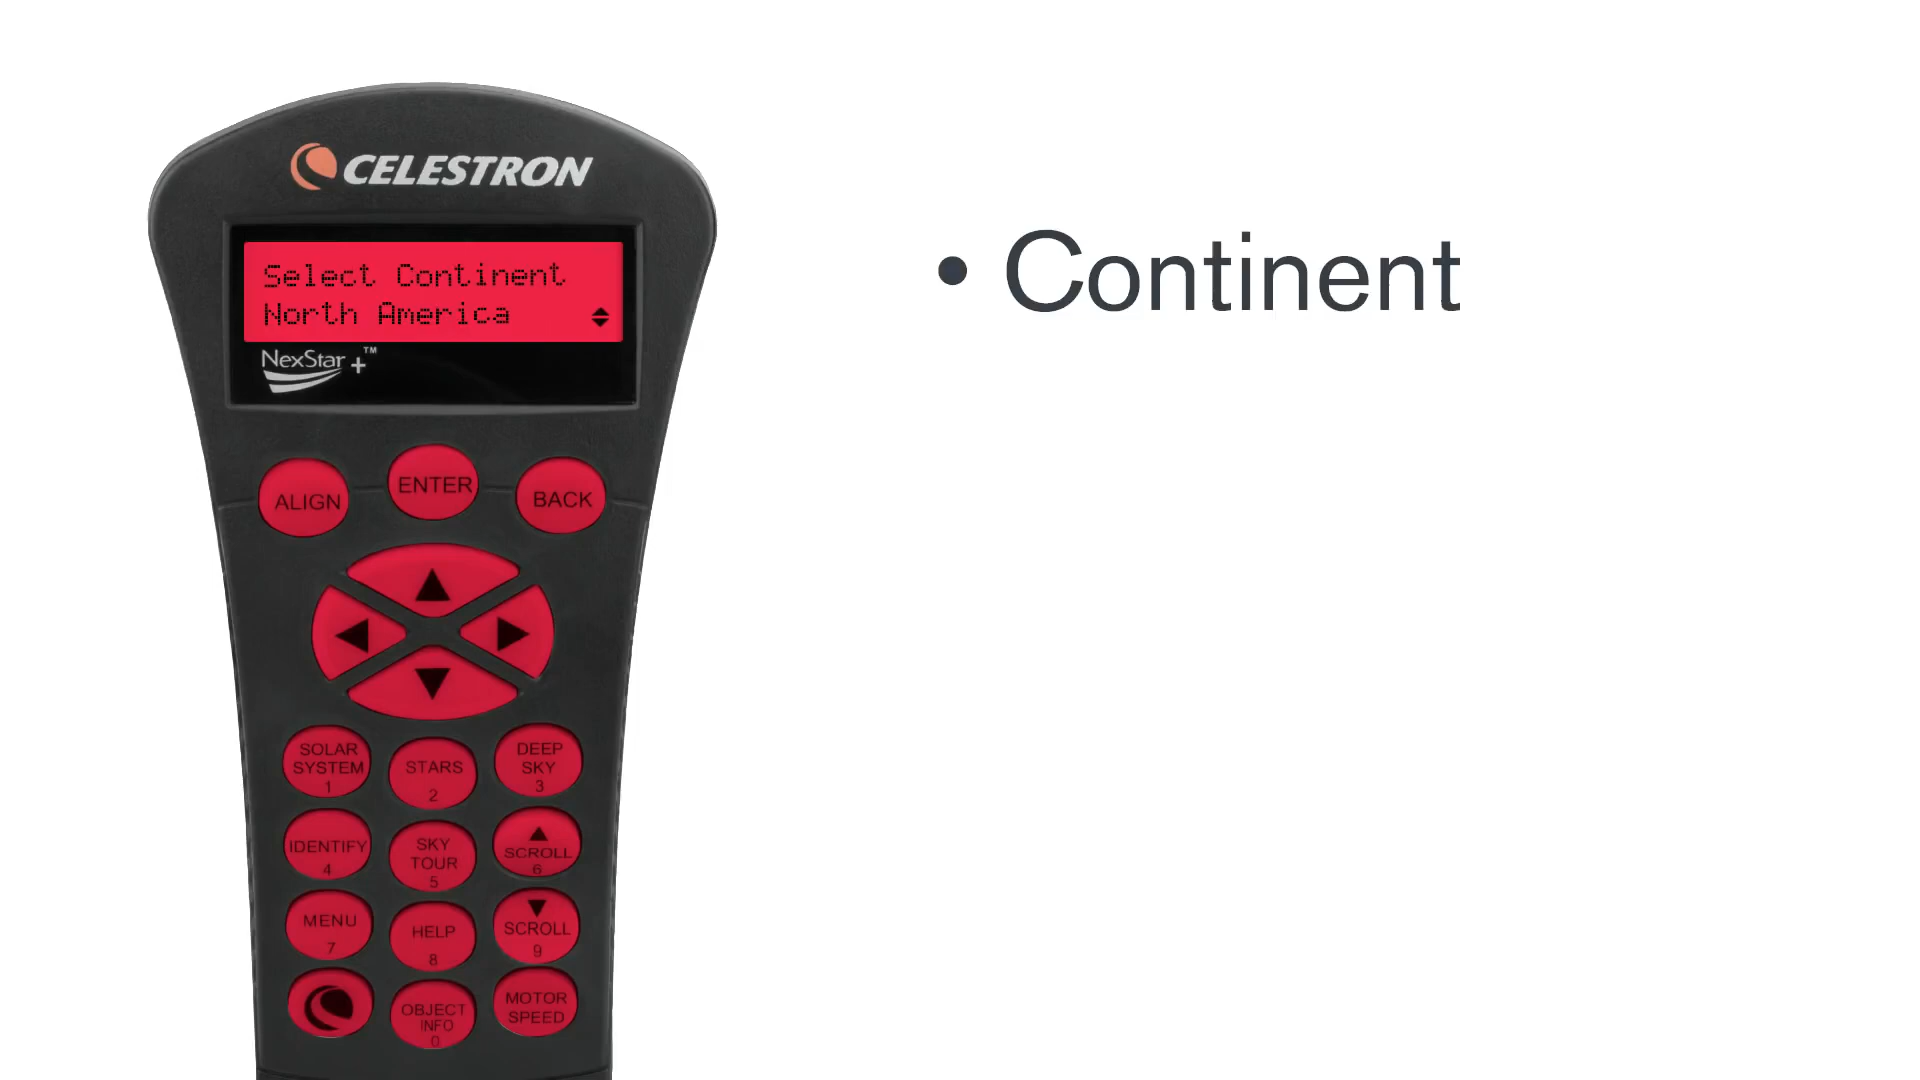 CELESTRON
Select Continent
North America
NexStar +™
ALIGN
ENTER
BACK
SOLAR
SYSTEM
1
STARS
2
DEEP
SKY
3
IDENTIFY
4
SKY
TOUR
5
SCROLL
6
MENU
7
HELP
8
SCROLL
9
OBJECT
INFO
0
MOTOR
SPEED
• Continent